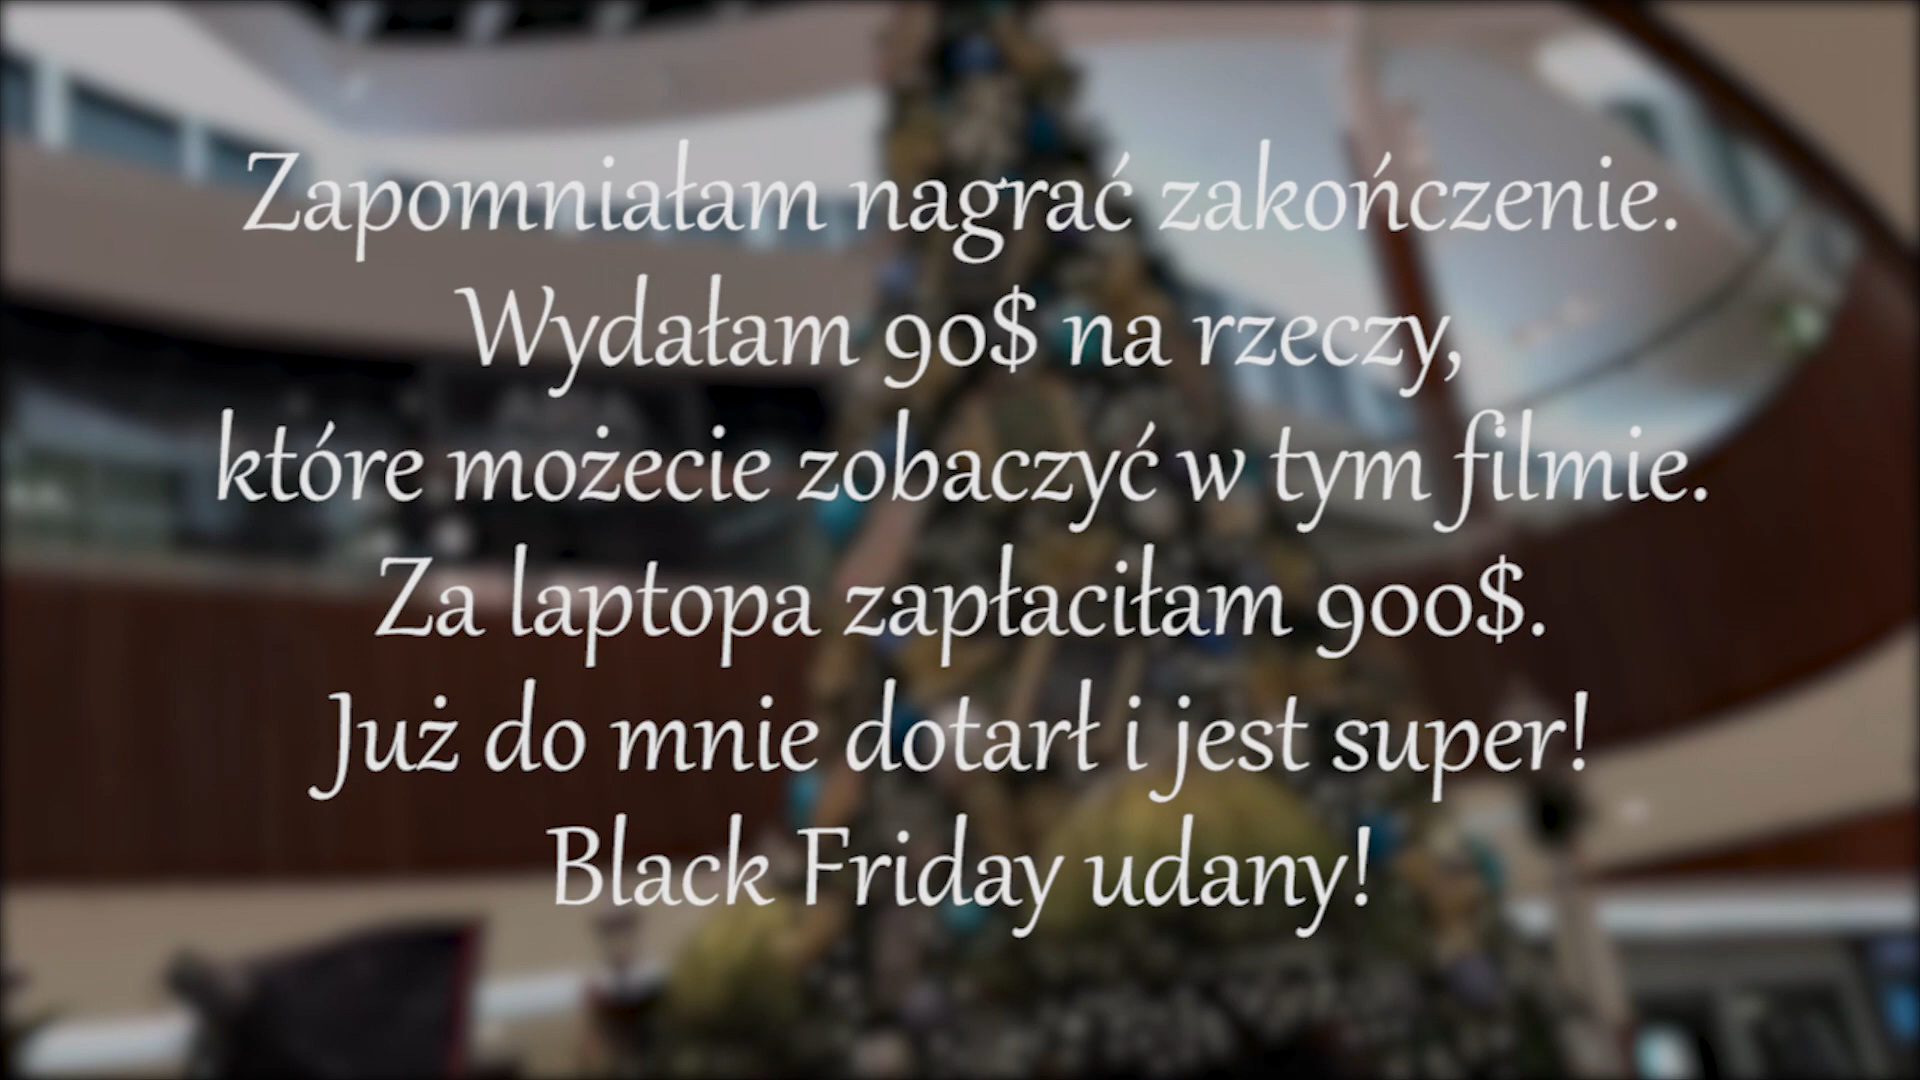 Zapomniałam nagrać zakończenie.
Wydałam 90$ na rzeczy,
które możecie zobaczyć w tym filmie.
Za laptopa zapłaciłam 900$.
Już do mnie dotarł i jest super!
Black Friday udany!